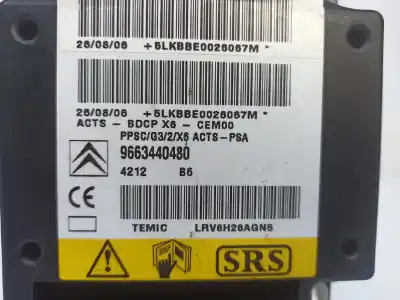 26/08/06 +5LKBBE0026067M*
26/08/06 +5LKBBE0026067M*
ACTS - BDCP X6 - CEM00
PPSC/G3/2/X6 ACTS-PSA
9663440480
4212 B6
CE
TEMIC LRV6H26AGN5
SRS